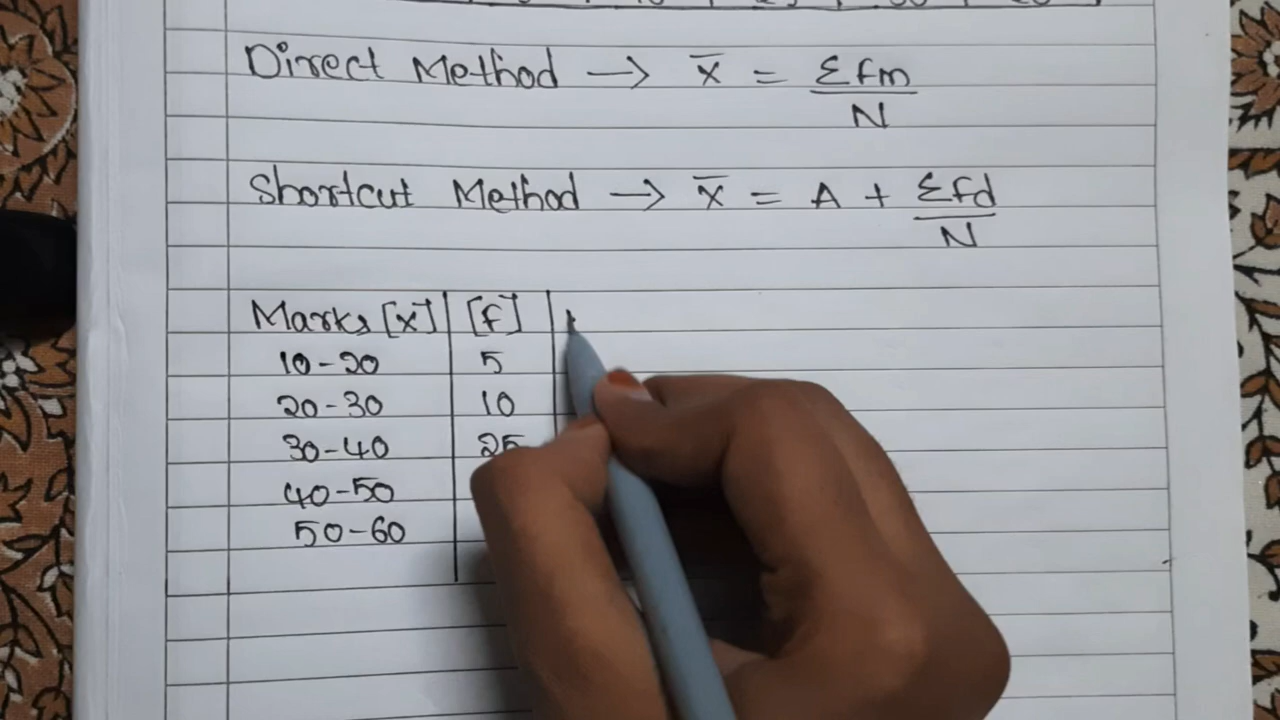 Direct Method → x̄ = Σfm/N
Shortcut Method → x̄ = A + Σfd/N
Marks [x] [f]
10-20 5
20-30 10
30-40 25
40-50
50-60